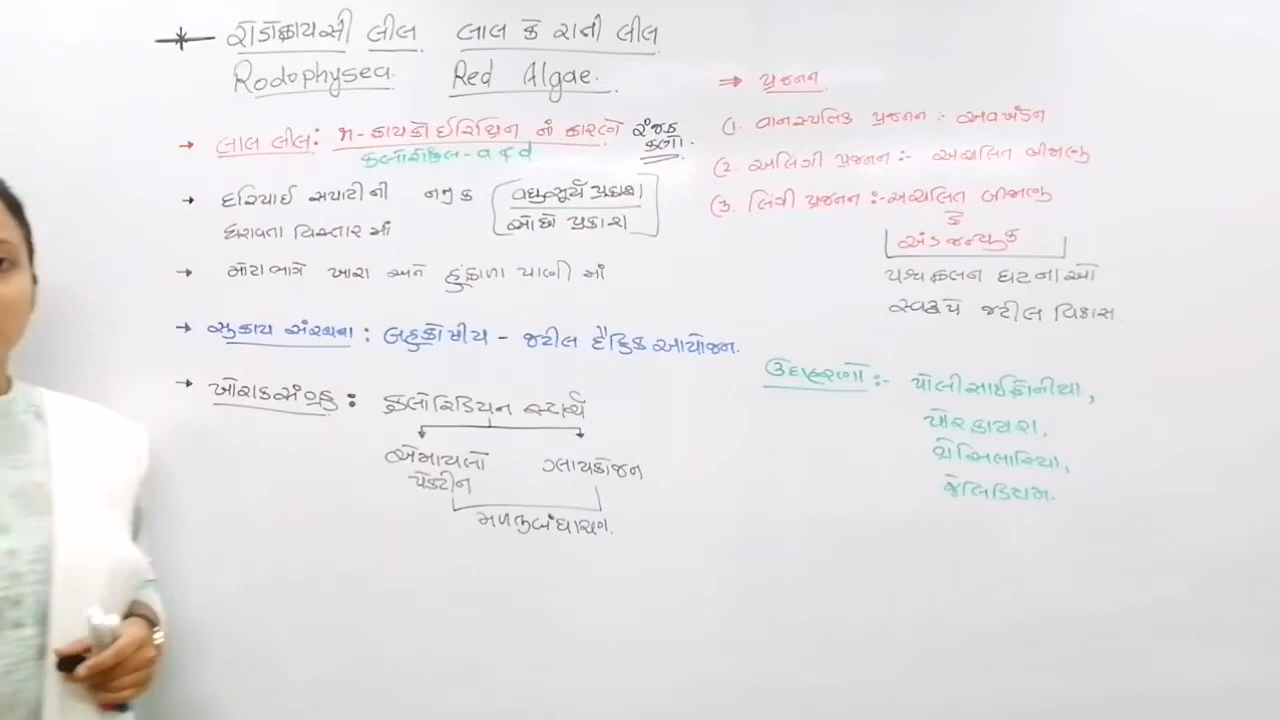 રોડોફાયસી લીલ લાલ કે રાતી લીલ
Rodophysea. Red Algae.
→ લાલ લીલ: r-ફાયકોઈરિથ્રિન નાં કારણે રંજક કણો.
ક્લોરોફિલ-a ને d
→ દરિયાઈ સપાટીની નજીક [વધુ સૂર્ય પ્રકાશ
ધરાવતા વિસ્તાર માં ઓછો પ્રકાશ]
→ મોટાભાગે ખારા અને હુંફાળા પાણી માં
→ સુકાય સંરચના : બહુકોષીય - જટીલ દૈહિક આયોજન.
→ ખોરાકસંગ્રહ : ફ્લોરિડિયન સ્ટાર્ચ
એમાયલો ગ્લાયકોજન
પેક્ટીન
મળતુ બંધારણ.
⇒ પ્રજનન
(1. વાનસ્પતિક પ્રજનન :- અવખંડન
(2. અલિંગી પ્રજનન :- અચલિત બીજાણુ
(3. લિંગી પ્રજનન :- અચલિત બીજાણુ
કે
અંડજન્યુક
પશ્વ ફલન ઘટનાઓ
સ્વરૂપે જટીલ વિકાસ
ઉદાહરણો :- પોલીસાઈફોનીયા,
પોરફાયરા,
ગ્રેસિલારિયા,
જેલિડિયમ.